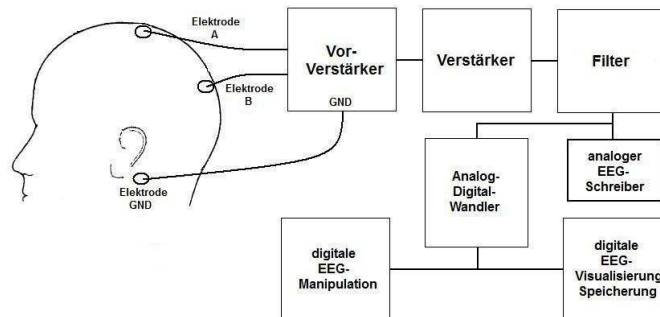 Elektrode
A
Elektrode
B
Elektrode
GND
Vor-
Verstärker
GND
Verstärker
Filter
Analog-
Digital-
Wandler
analoger
EEG-
Schreiber
digitale
EEG-
Manipulation
digitale
EEG-
Visualisierung
Speicherung